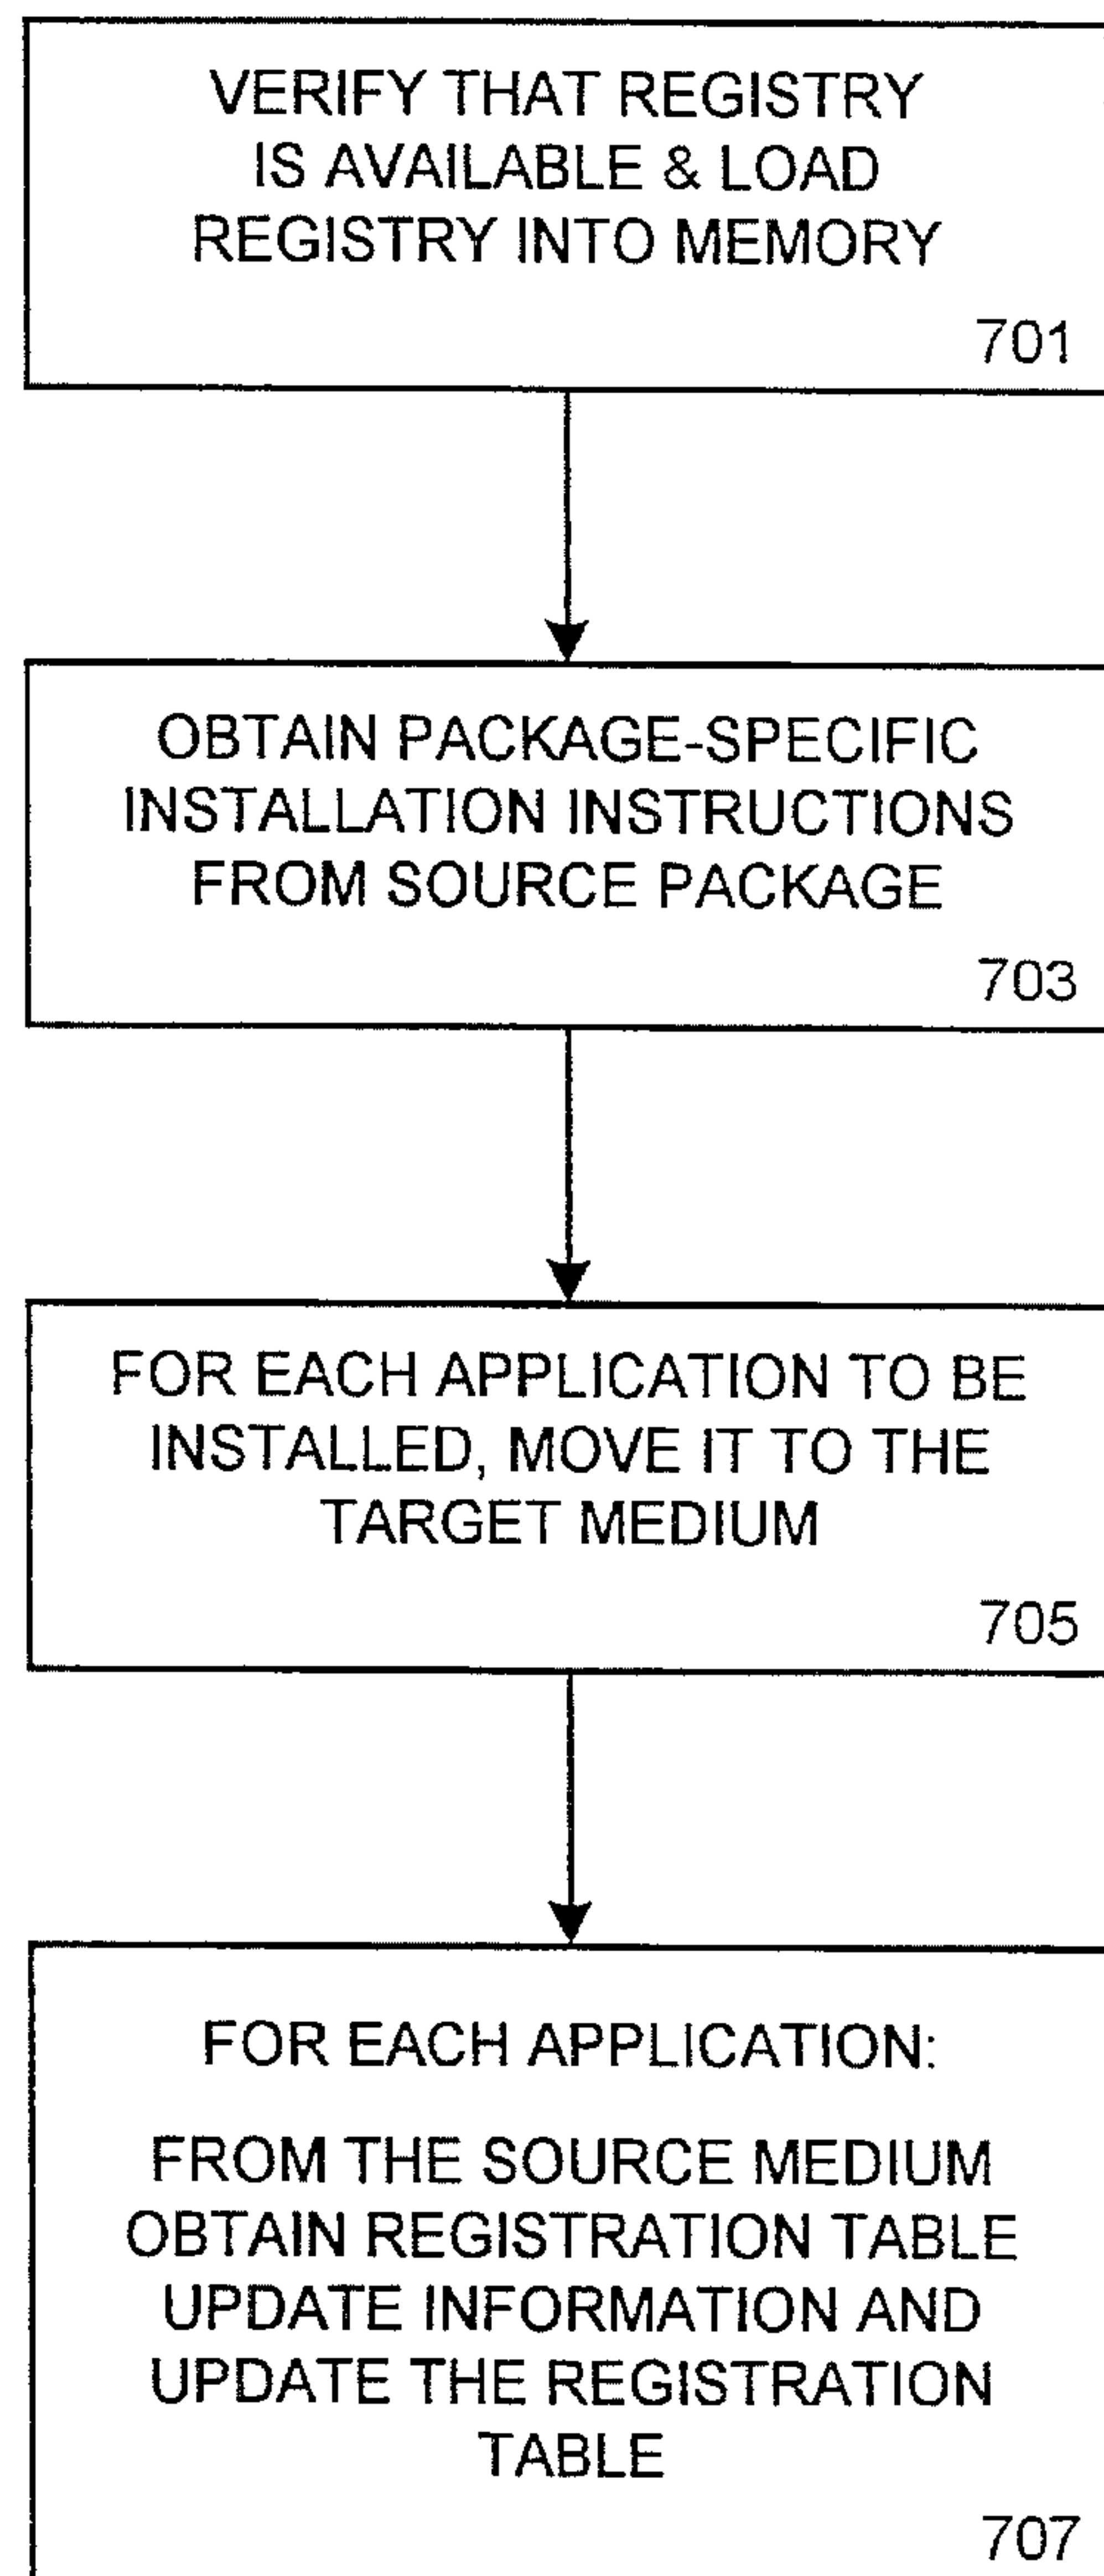 VERIFY THAT REGISTRY
IS AVAILABLE & LOAD
REGISTRY INTO MEMORY
701
OBTAIN PACKAGE-SPECIFIC
INSTALLATION INSTRUCTIONS
FROM SOURCE PACKAGE
703
FOR EACH APPLICATION TO BE
INSTALLED, MOVE IT TO THE
TARGET MEDIUM
705
FOR EACH APPLICATION:
FROM THE SOURCE MEDIUM
OBTAIN REGISTRATION TABLE
UPDATE INFORMATION AND
UPDATE THE REGISTRATION
TABLE
707